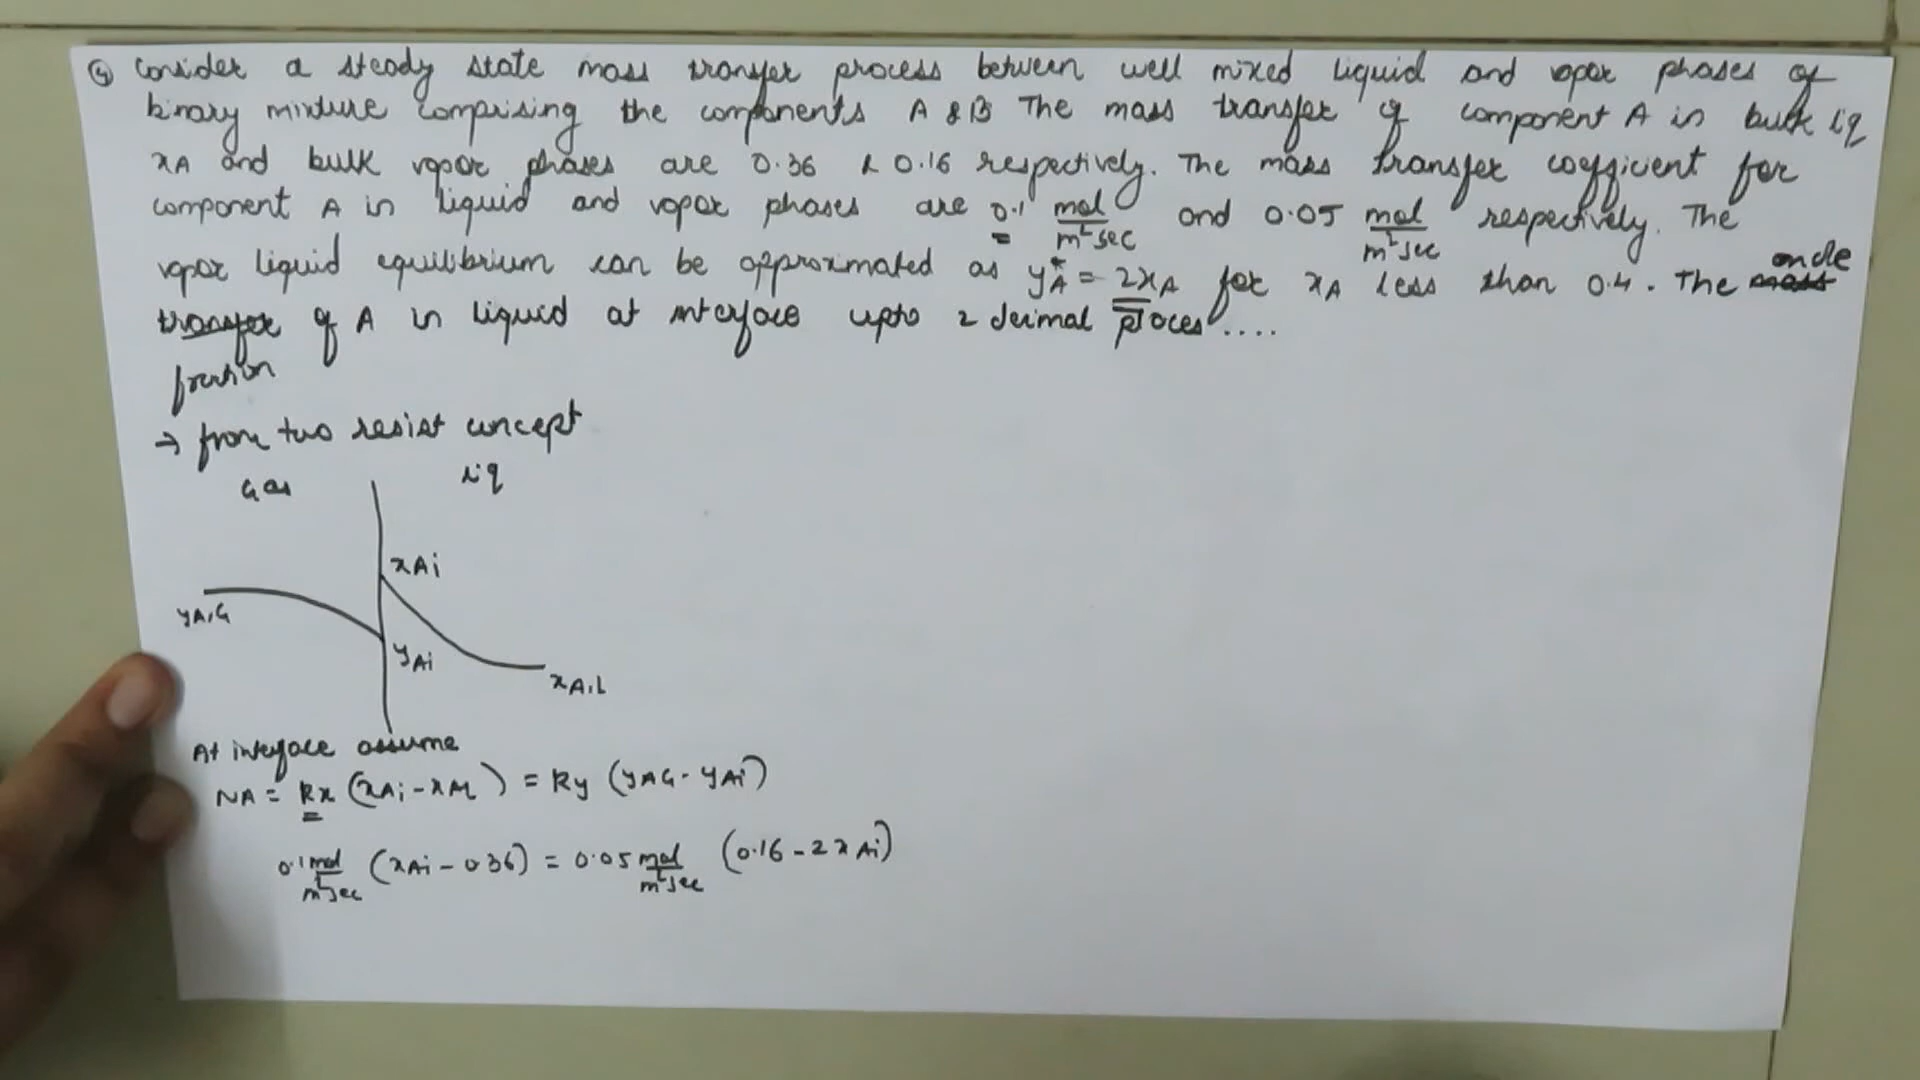 ④ Consider a steady state mass transfer process between well mixed liquid and vapor phases of
binary mixture comprising the components A & B The mass transfer of component A in bulk liq
xA and bulk vapor phases are 0.36 & 0.16 respectively. The mass transfer coefficient for
component A in liquid and vapor phases are 0.1 mol/m²sec and 0.05 mol/m²sec respectively. The
vapor liquid equilibrium can be approximated as y*A = 2xA for xA less than 0.4. The mole
fraction of A in liquid at interface upto 2 decimal places....
→ from two resist concept
Gas Liq
xAi
yA,G
yAi
xA,L
At interface assume
NA = kx (xAi - xAL) = ky (yAG - yAi)
0.1 mol/m²sec (xAi - 0.36) = 0.05 mol/m²sec (0.16 - 2xAi)